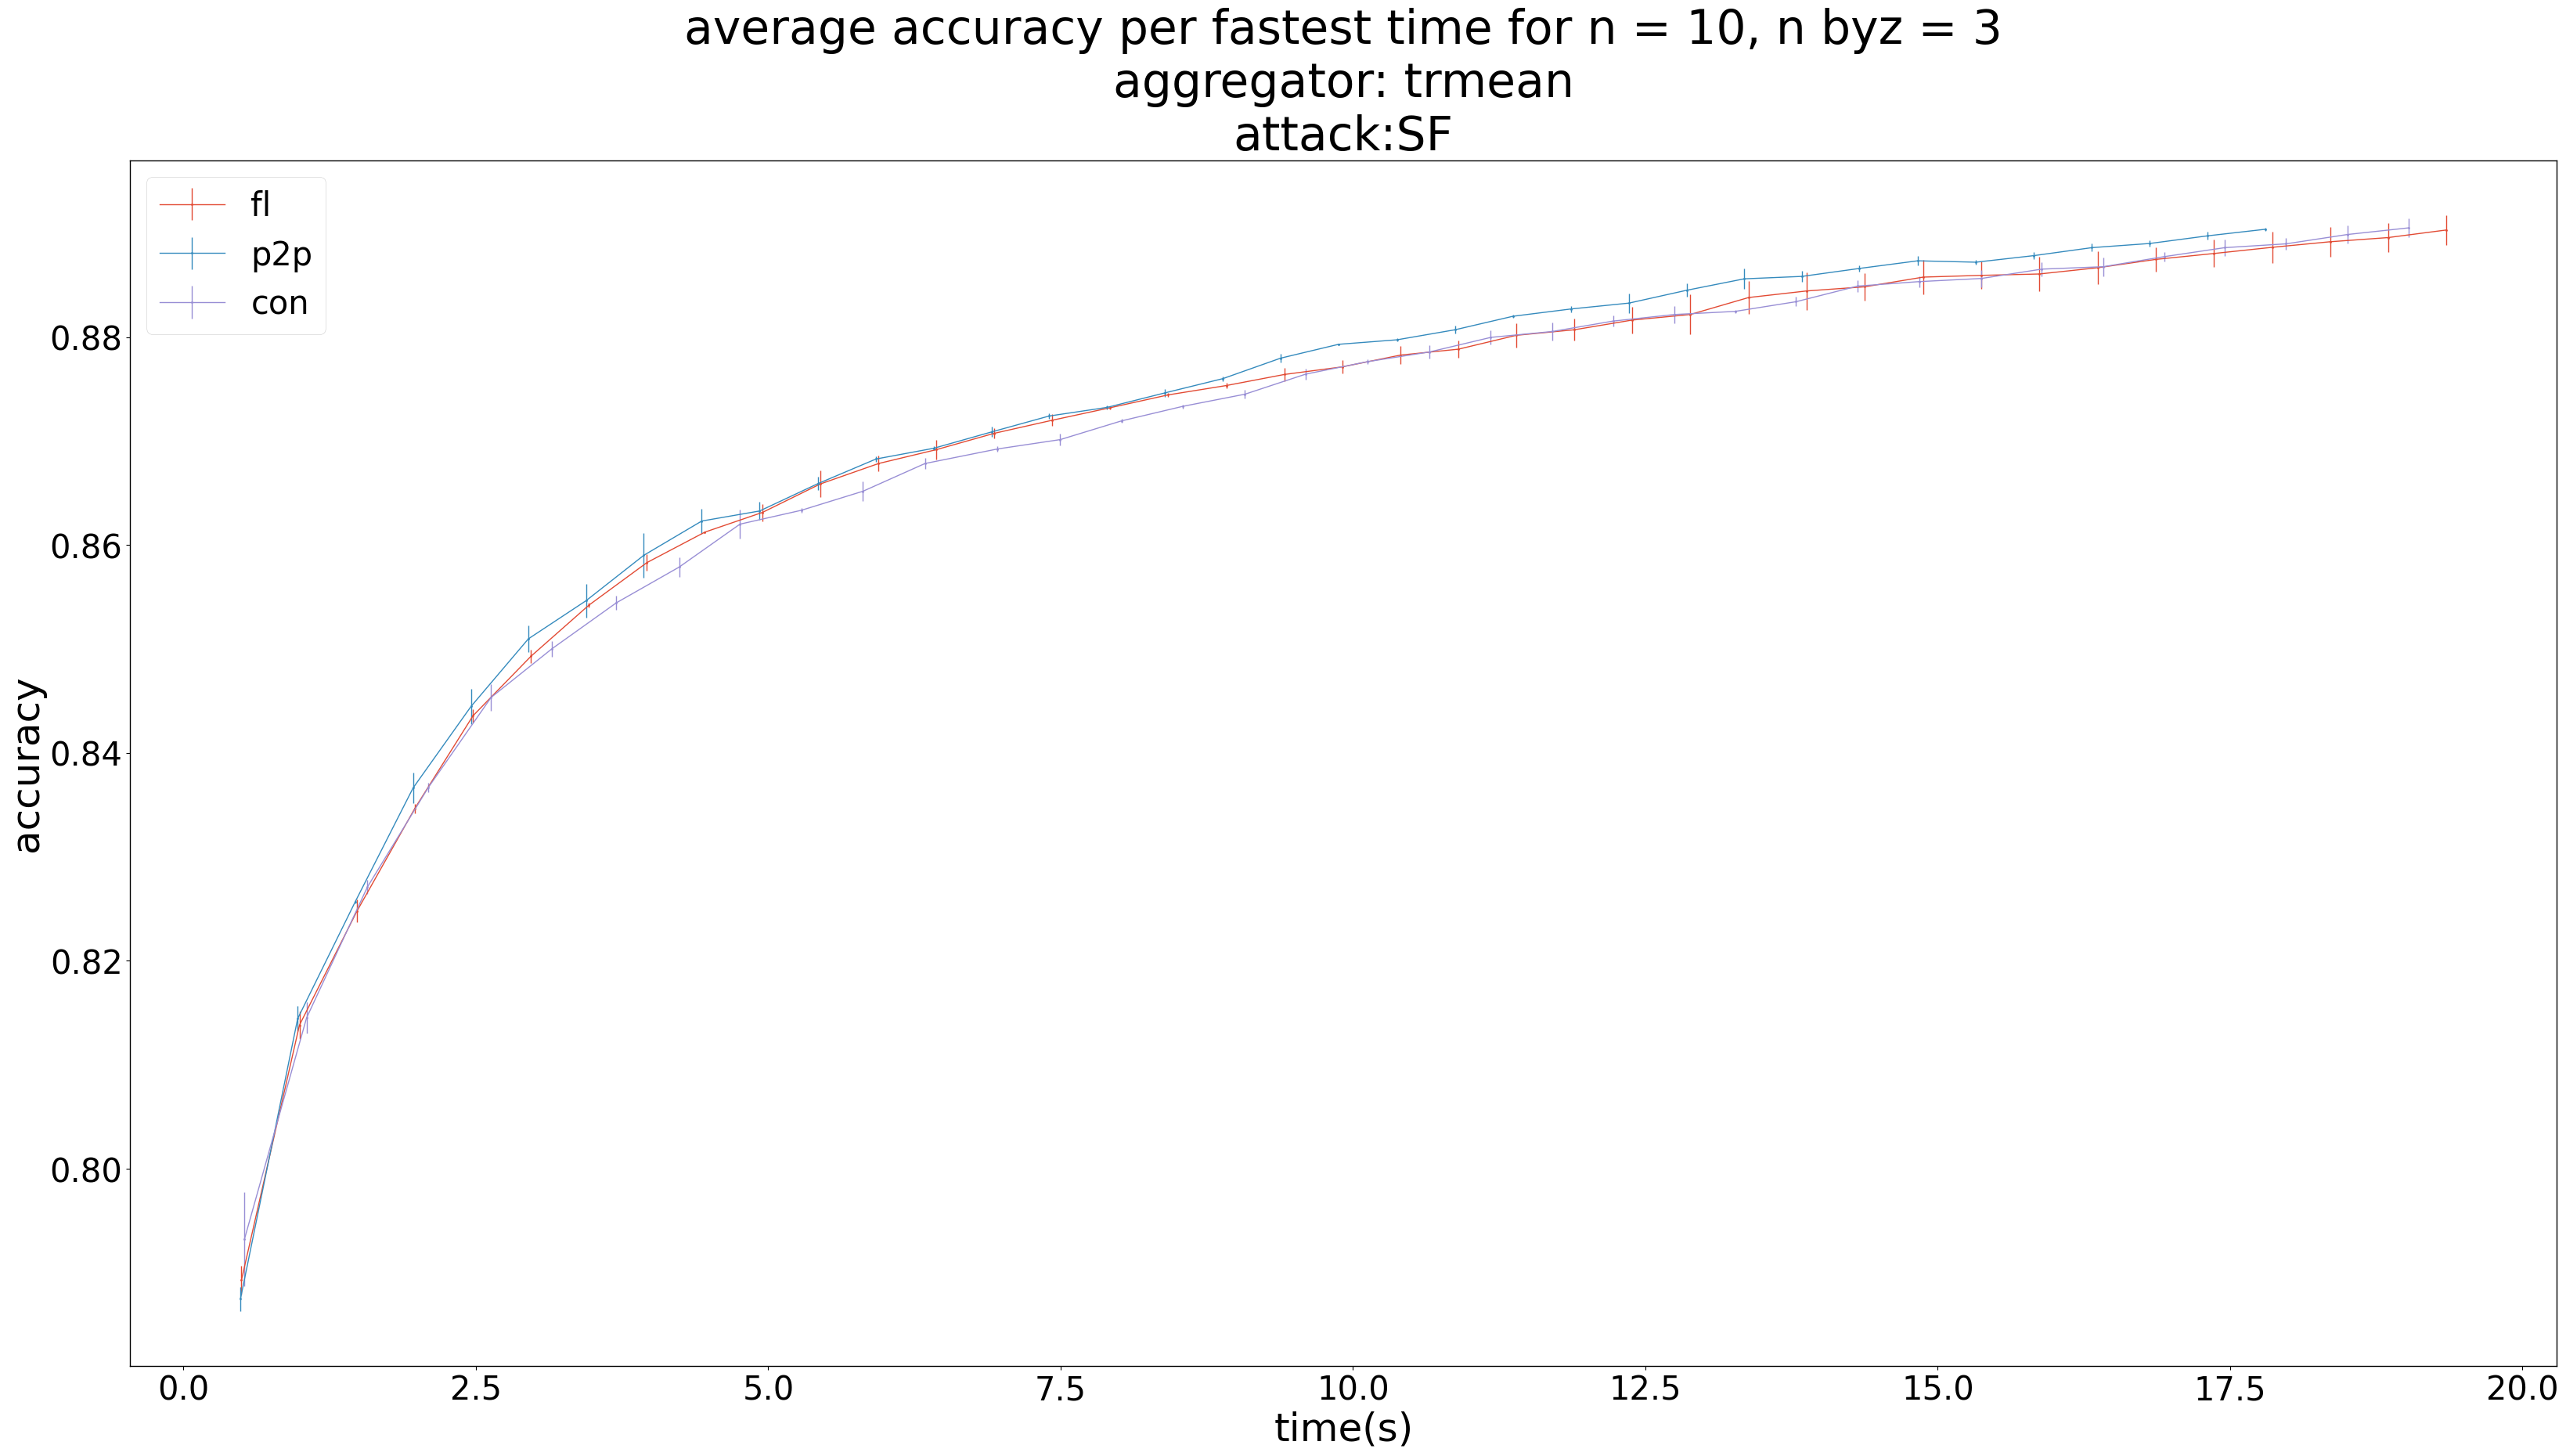 average accuracy per fastest time for n = 10, n byz = 3
aggregator: trmean
attack:SF
fl
p2p
con
0.88
0.86
0.84
0.82
0.80
accuracy
0.0 2.5 5.0 7.5 10.0 12.5 15.0 17.5 20.0
time(s)